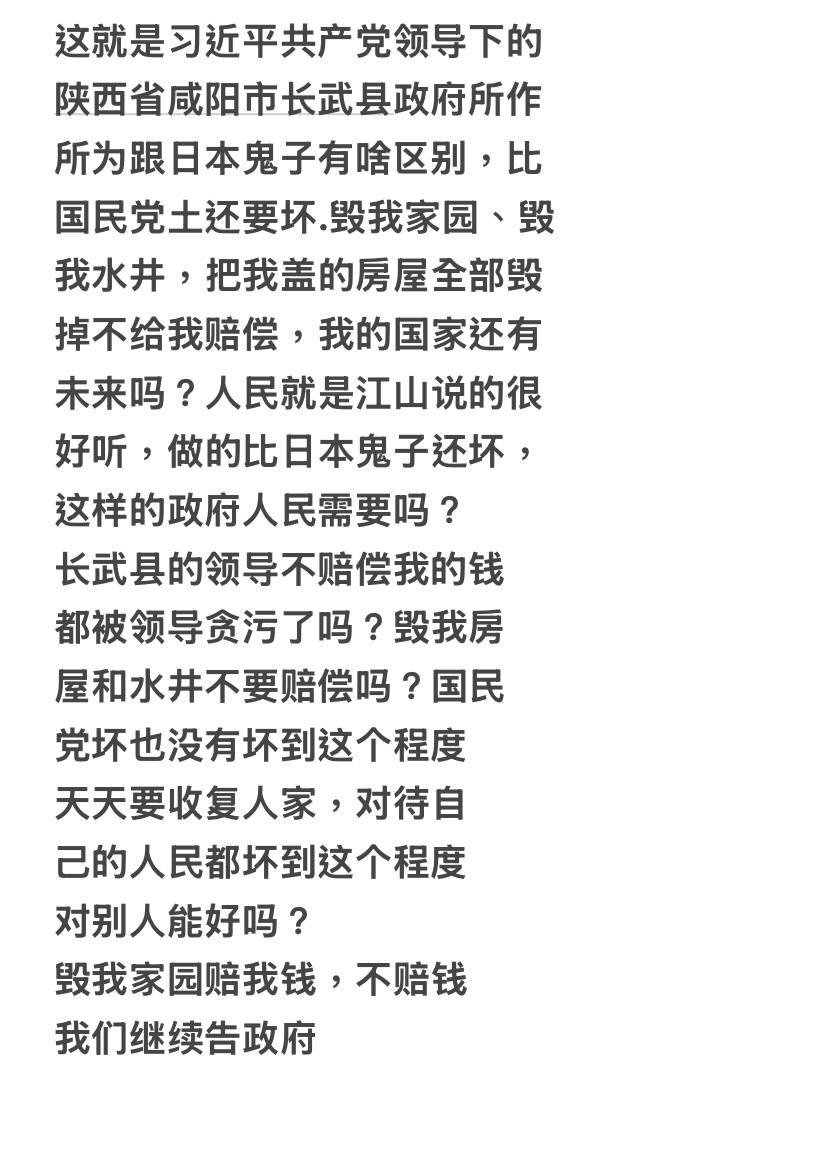 这就是习近平共产党领导下的
陕西省咸阳市长武县政府所作
所为跟日本鬼子有啥区别，比
国民党土还要坏.毁我家园、毁
我水井，把我盖的房屋全部毁
掉不给我赔偿，我的国家还有
未来吗？人民就是江山说的很
好听，做的比日本鬼子还坏，
这样的政府人民需要吗？
长武县的领导不赔偿我的钱
都被领导贪污了吗？毁我房
屋和水井不要赔偿吗？国民
党坏也没有坏到这个程度
天天要收复人家，对待自
己的人民都坏到这个程度
对别人能好吗？
毁我家园赔我钱，不赔钱
我们继续告政府